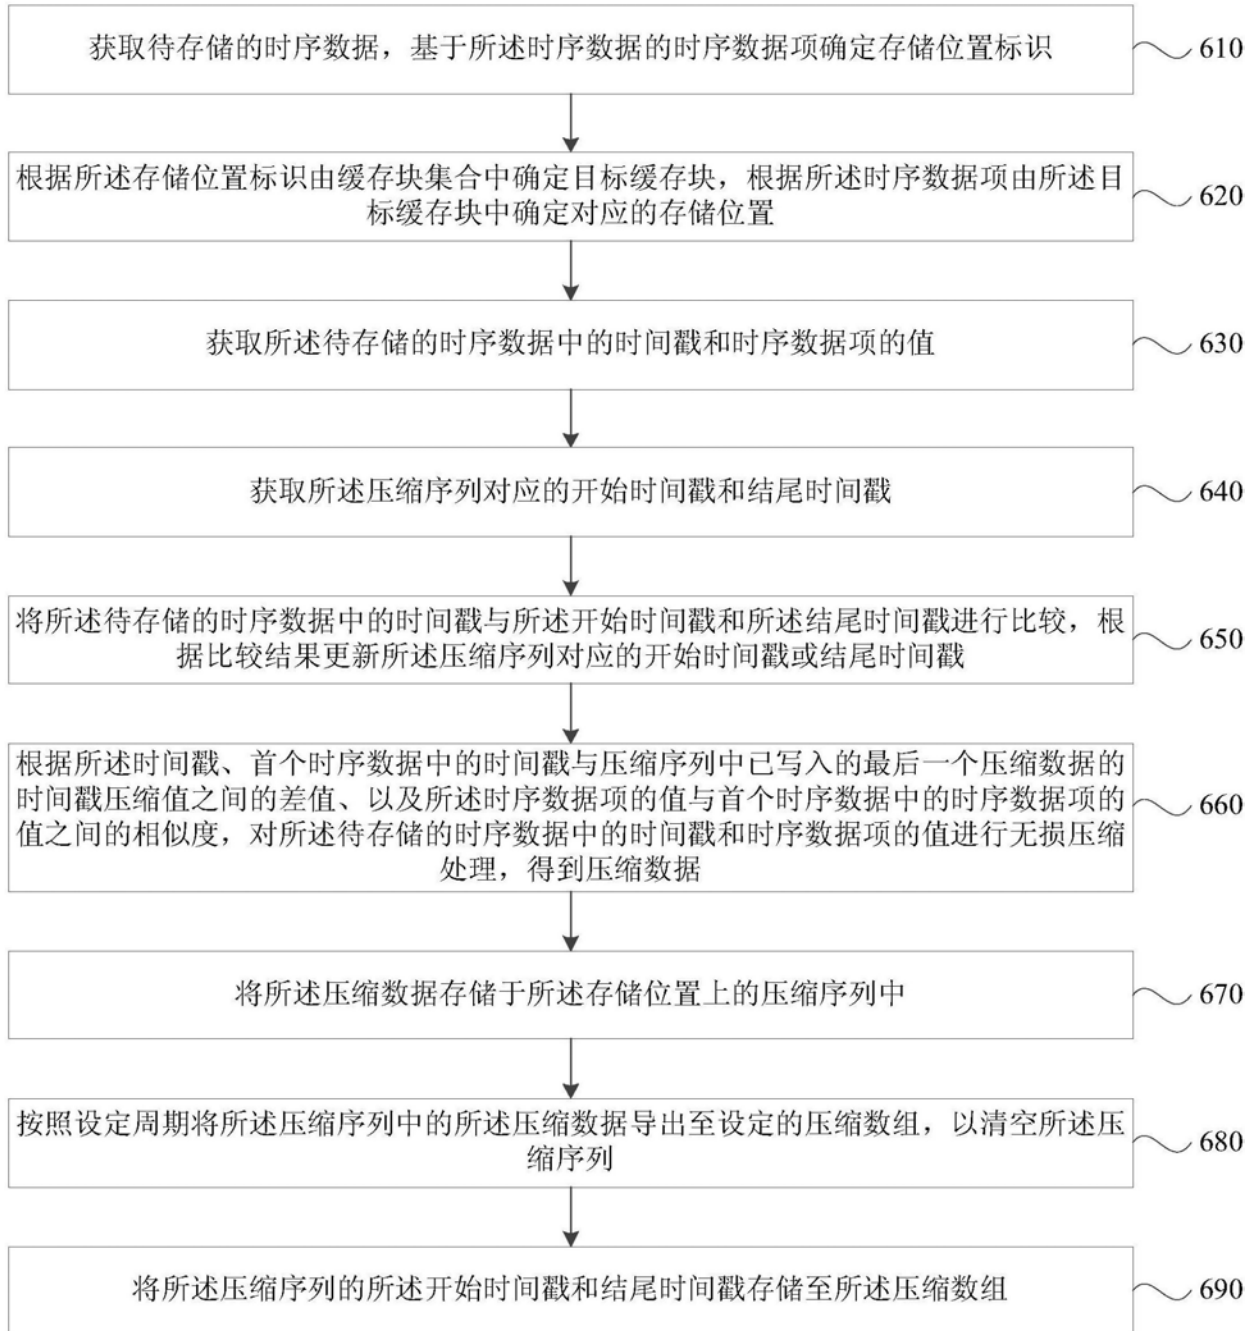 获取待存储的时序数据，基于所述时序数据的时序数据项确定存储位置标识
610
根据所述存储位置标识由缓存块集合中确定目标缓存块，根据所述时序数据项由所述目
标缓存块中确定对应的存储位置
620
获取所述待存储的时序数据中的时间戳和时序数据项的值
630
获取所述压缩序列对应的开始时间戳和结尾时间戳
640
将所述待存储的时序数据中的时间戳与所述开始时间戳和所述结尾时间戳进行比较，根
据比较结果更新所述压缩序列对应的开始时间戳或结尾时间戳
650
根据所述时间戳、首个时序数据中的时间戳与压缩序列中已写入的最后一个压缩数据的
时间戳压缩值之间的差值、以及所述时序数据项的值与首个时序数据中的时序数据项的
值之间的相似度，对所述待存储的时序数据中的时间戳和时序数据项的值进行无损压缩
处理，得到压缩数据
660
将所述压缩数据存储于所述存储位置上的压缩序列中
670
按照设定周期将所述压缩序列中的所述压缩数据导出至设定的压缩数组，以清空所述压
缩序列
680
将所述压缩序列的所述开始时间戳和结尾时间戳存储至所述压缩数组
690